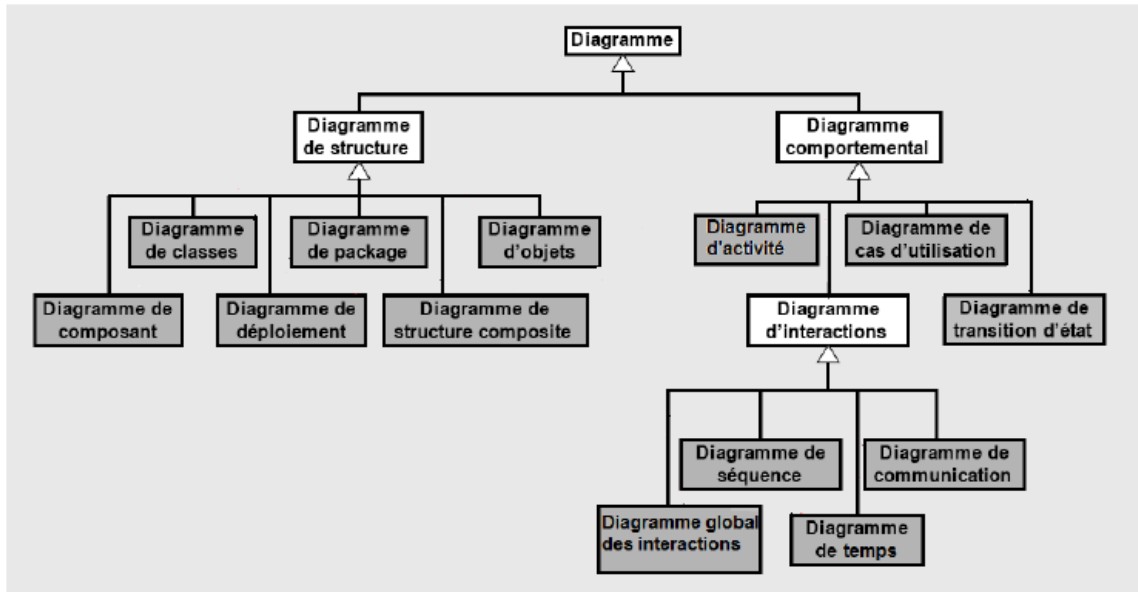 Diagramme
Diagramme
de structure
Diagramme
comportemental
Diagramme
de classes
Diagramme
de package
Diagramme
d'objets
Diagramme
d'activité
Diagramme de
cas d'utilisation
Diagramme de
composant
Diagramme de
déploiement
Diagramme de
structure composite
Diagramme
d'interactions
Diagramme de
transition d'état
Diagramme de
séquence
Diagramme de
communication
Diagramme global
des interactions
Diagramme
de temps